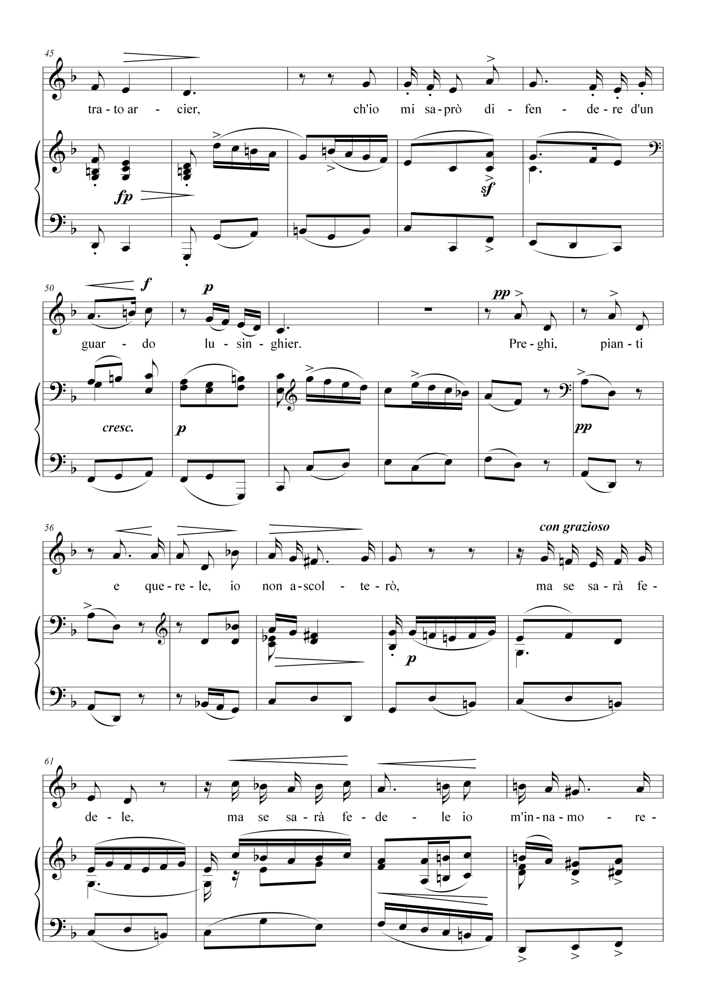 45
tra - to ar - cier, ch'io mi sa - prò di - fen - de - re d'un
fp
sf
50
f p pp
guar - do lu - sin - ghier. Pre - ghi, pian - ti
cresc. p pp
56
con grazioso
e que - re - le, io non a - scol - te - rò, ma se sa - rà fe -
p
61
de - le, ma se sa - rà fe - de - le io m'in - na - mo - re -